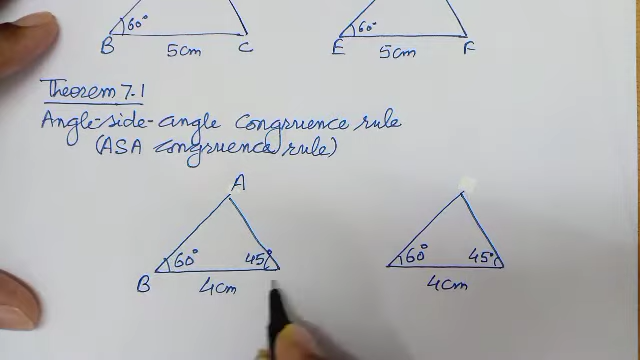 60°
60°
B 5cm C
E 5cm F
Theorem 7.1
Angle-side-angle congruence rule
(ASA congruence rule)
A
60° 45°
60° 45°
B 4cm
4cm